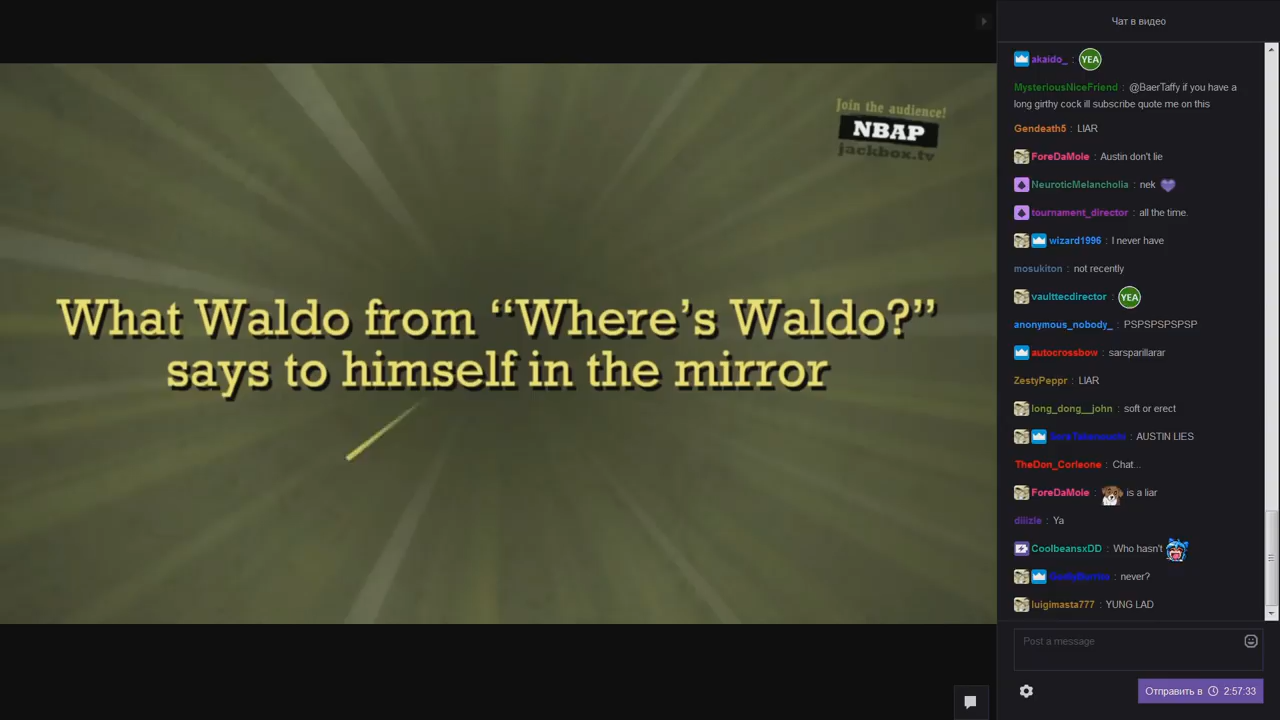 Чат в видео
Join the audience!
NBAP
jackbox.tv
What Waldo from “Where’s Waldo?”
says to himself in the mirror
akaido_ : YEA
MysteriousNiceFriend : @BaerTaffy if you have a
long girthy cock ill subscribe quote me on this
Gendeath5 : LIAR
ForeDaMole : Austin don't lie
NeuroticMelancholia : nek
tournament_director : all the time.
wizard1996 : I never have
mosukiton : not recently
vaulttecdirector : YEA
anonymous_nobody_ : PSPSPSPSPSP
autocrossbow : sarsparillarar
ZestyPeppr : LIAR
long_dong__john : soft or erect
: AUSTIN LIES
TheDon_Corleone : Chat...
ForeDaMole : is a liar
diiizle : Ya
CoolbeansxDD : Who hasn't
: never?
luigimasta777 : YUNG LAD
Post a message
Отправить в 2:57:33